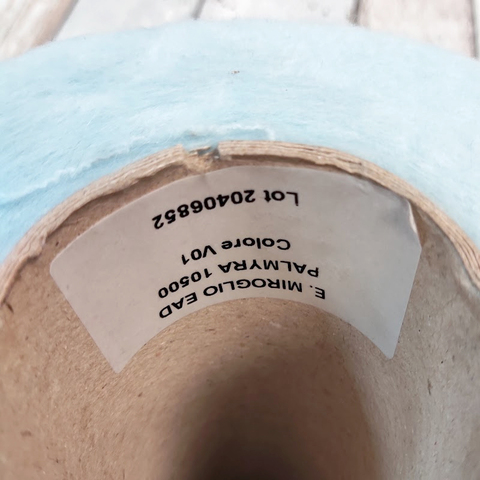 E. MIROGLIO EAD
PALMYRA 10500
Colore V01
Lot 20406852